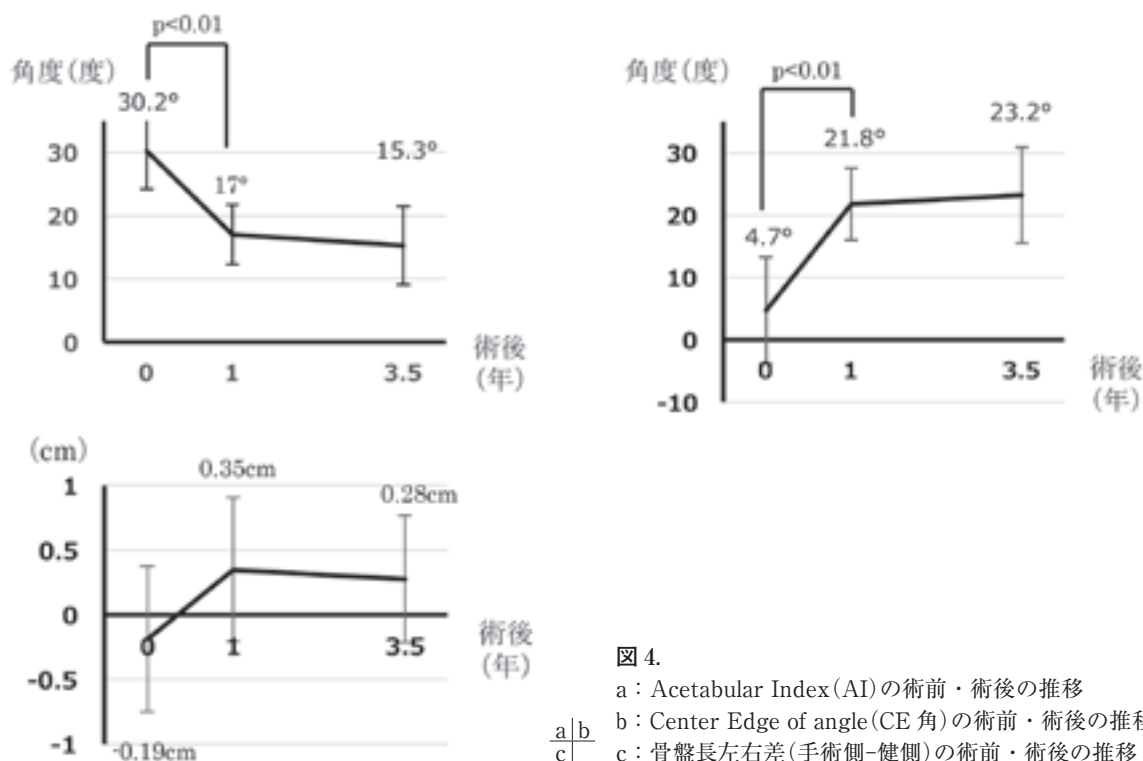 p<0.01
角度(度)
30.2°
30
15.3°
17°
20
10
0
0 1 3.5
術後
(年)
p<0.01
角度(度)
23.2°
30
21.8°
20
4.7°
10
0
0 1 3.5
術後
(年)
-10
(cm)
0.35cm
1
0.28cm
0.5
0
0 1 3.5
術後
(年)
-0.5
-1
-0.19cm
図 4.
a|b
c|
a：Acetabular Index(AI)の術前・術後の推移
b：Center Edge of angle(CE 角)の術前・術後の推移
c：骨盤長左右差(手術側-健側)の術前・術後の推移